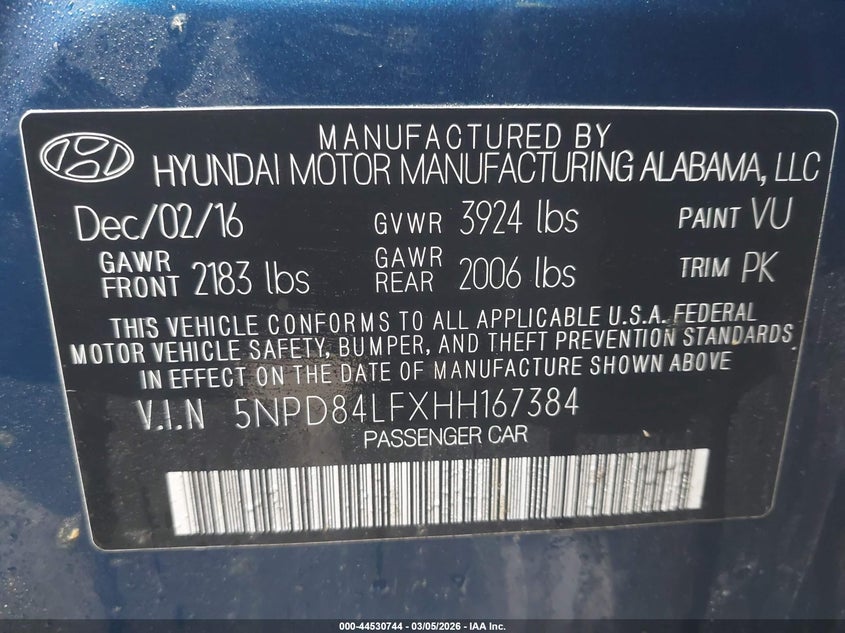 MANUFACTURED BY
HYUNDAI MOTOR MANUFACTURING ALABAMA, LLC
Dec/02/16 GVWR 3924 lbs PAINT VU
GAWR FRONT 2183 lbs GAWR REAR 2006 lbs TRIM PK
THIS VEHICLE CONFORMS TO ALL APPLICABLE U.S.A. FEDERAL
MOTOR VEHICLE SAFETY, BUMPER, AND THEFT PREVENTION STANDARDS
IN EFFECT ON THE DATE OF MANUFACTURE SHOWN ABOVE
V.I.N 5NPD84LFXHH167384
PASSENGER CAR
000-44530744 — 03/05/2026 — IAA Inc.